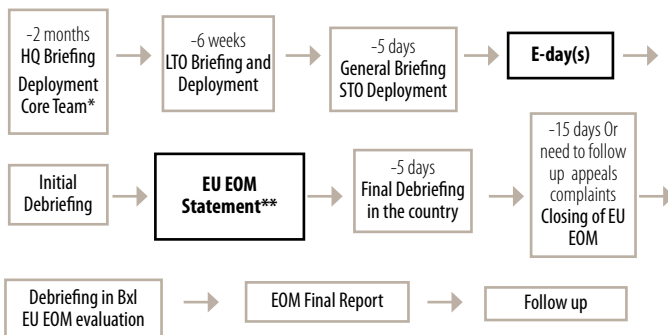 -2 months
HQ Briefing
Deployment
Core Team*
-6 weeks
LTO Briefing and
Deployment
-5 days
General Briefing
STO Deployment
E-day(s)
Initial
Debriefing
EU EOM
Statement**
-5 days
Final Debriefing
in the country
-15 days Or
need to follow
up appeals
complaints
Closing of EU
EOM
Debriefing in Bxl
EU EOM evaluation
EOM Final Report
Follow up